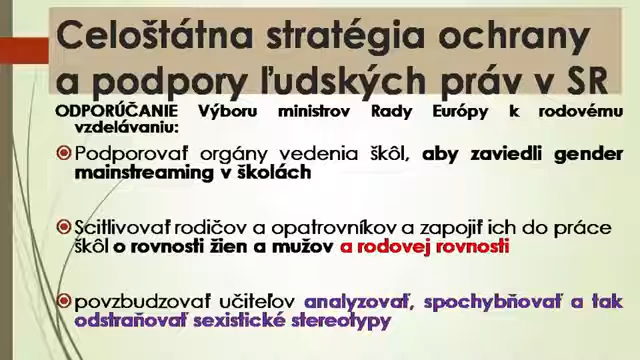 Celoštátna stratégia ochrany
a podpory ľudských práv v SR
ODPORÚČANIE Výboru ministrov Rady Európy k rodovému
vzdelávaniu:
Podporovať orgány vedenia škôl, aby zaviedli gender
mainstreaming v školách
Scitlivovať rodičov a opatrovníkov a zapojiť ich do práce
škôl o rovnosti žien a mužov a rodovej rovnosti
povzbudzovať učiteľov analyzovať, spochybňovať a tak
odstraňovať sexistické stereotypy